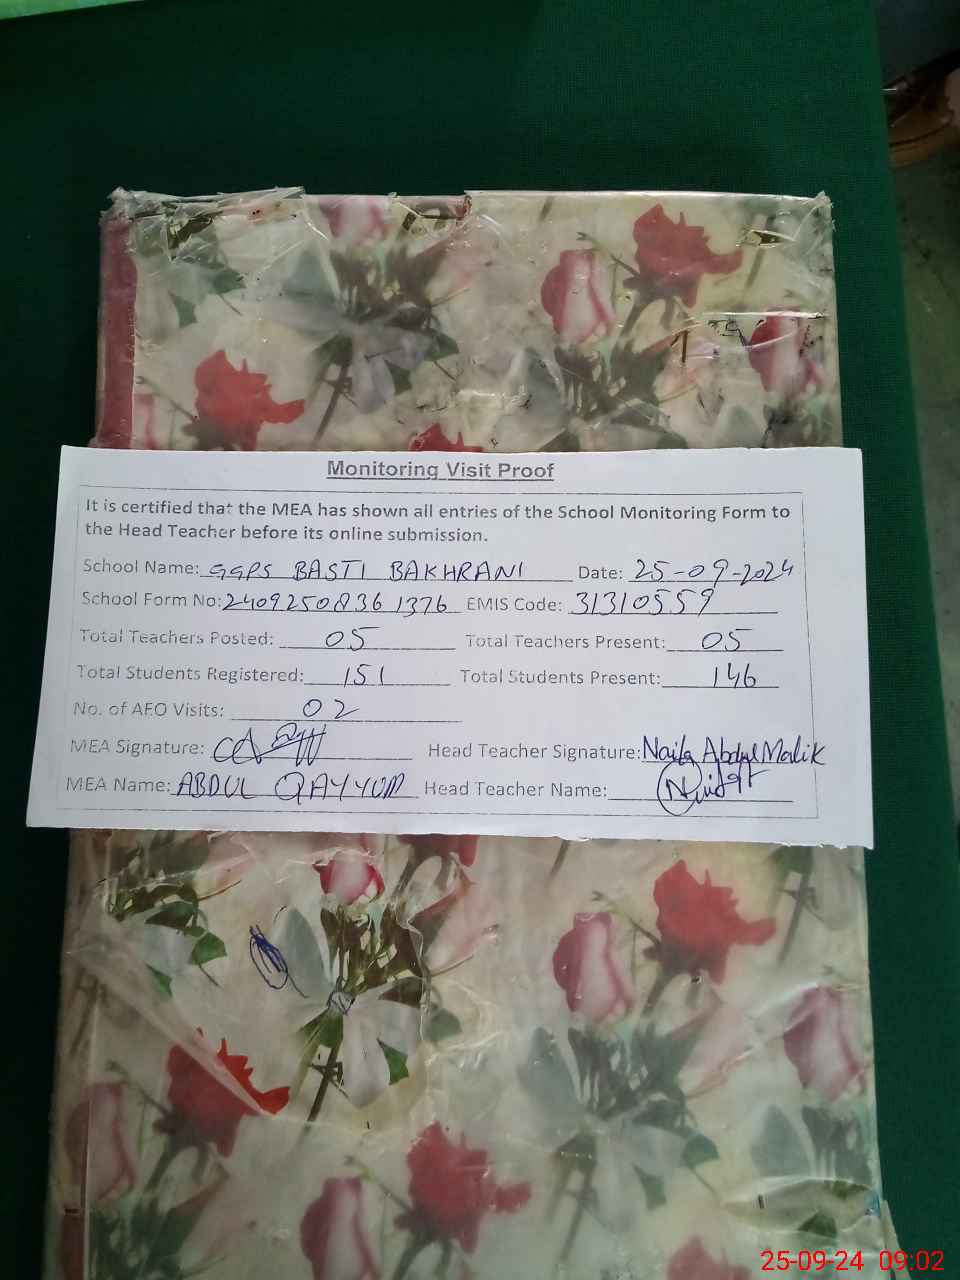 Monitoring Visit Proof
It is certified that the MEA has shown all entries of the School Monitoring Form to
the Head Teacher before its online submission.
School Name: GGPS BASTI BAKHRANI Date: 25-09-2024
School Form No: 24092508361376 EMIS Code: 31310559
Total Teachers Posted: 05 Total Teachers Present: 05
Total Students Registered: 151 Total Students Present: 146
No. of AEO Visits: 02
MEA Signature: Head Teacher Signature: Naila Abdul Malik
MEA Name: ABDUL QAYYUM Head Teacher Name:
25-09-24 09:02